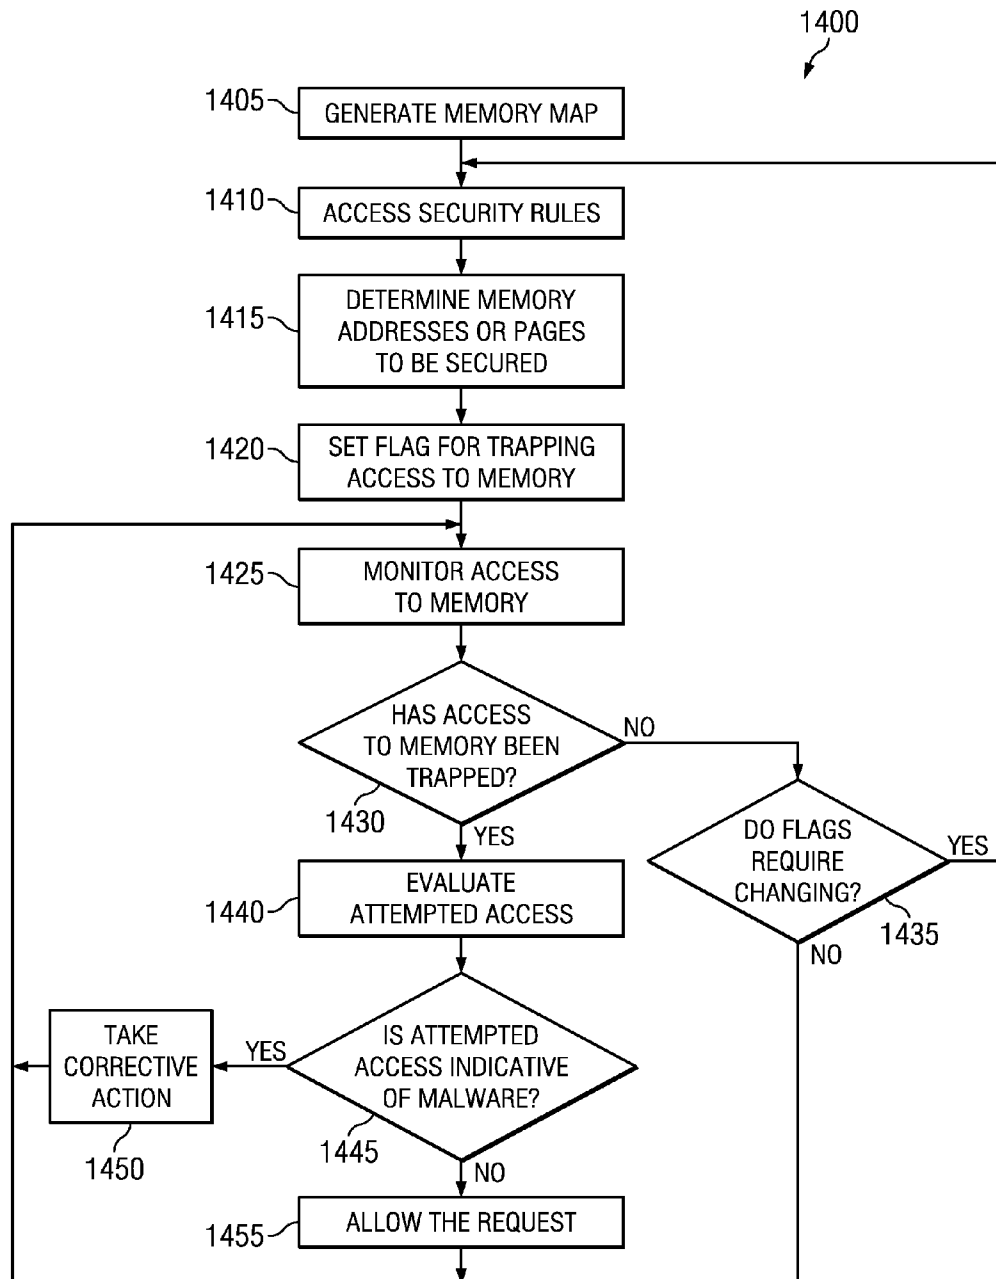 1400
1405
GENERATE MEMORY MAP
1410
ACCESS SECURITY RULES
1415
DETERMINE MEMORY
ADDRESSES OR PAGES
TO BE SECURED
1420
SET FLAG FOR TRAPPING
ACCESS TO MEMORY
1425
MONITOR ACCESS
TO MEMORY
HAS ACCESS
TO MEMORY BEEN
TRAPPED?
NO
1430
YES
DO FLAGS
REQUIRE
CHANGING?
YES
1435
NO
1440
EVALUATE
ATTEMPTED ACCESS
IS ATTEMPTED
ACCESS INDICATIVE
OF MALWARE?
YES
1445
NO
TAKE
CORRECTIVE
ACTION
1450
1455
ALLOW THE REQUEST